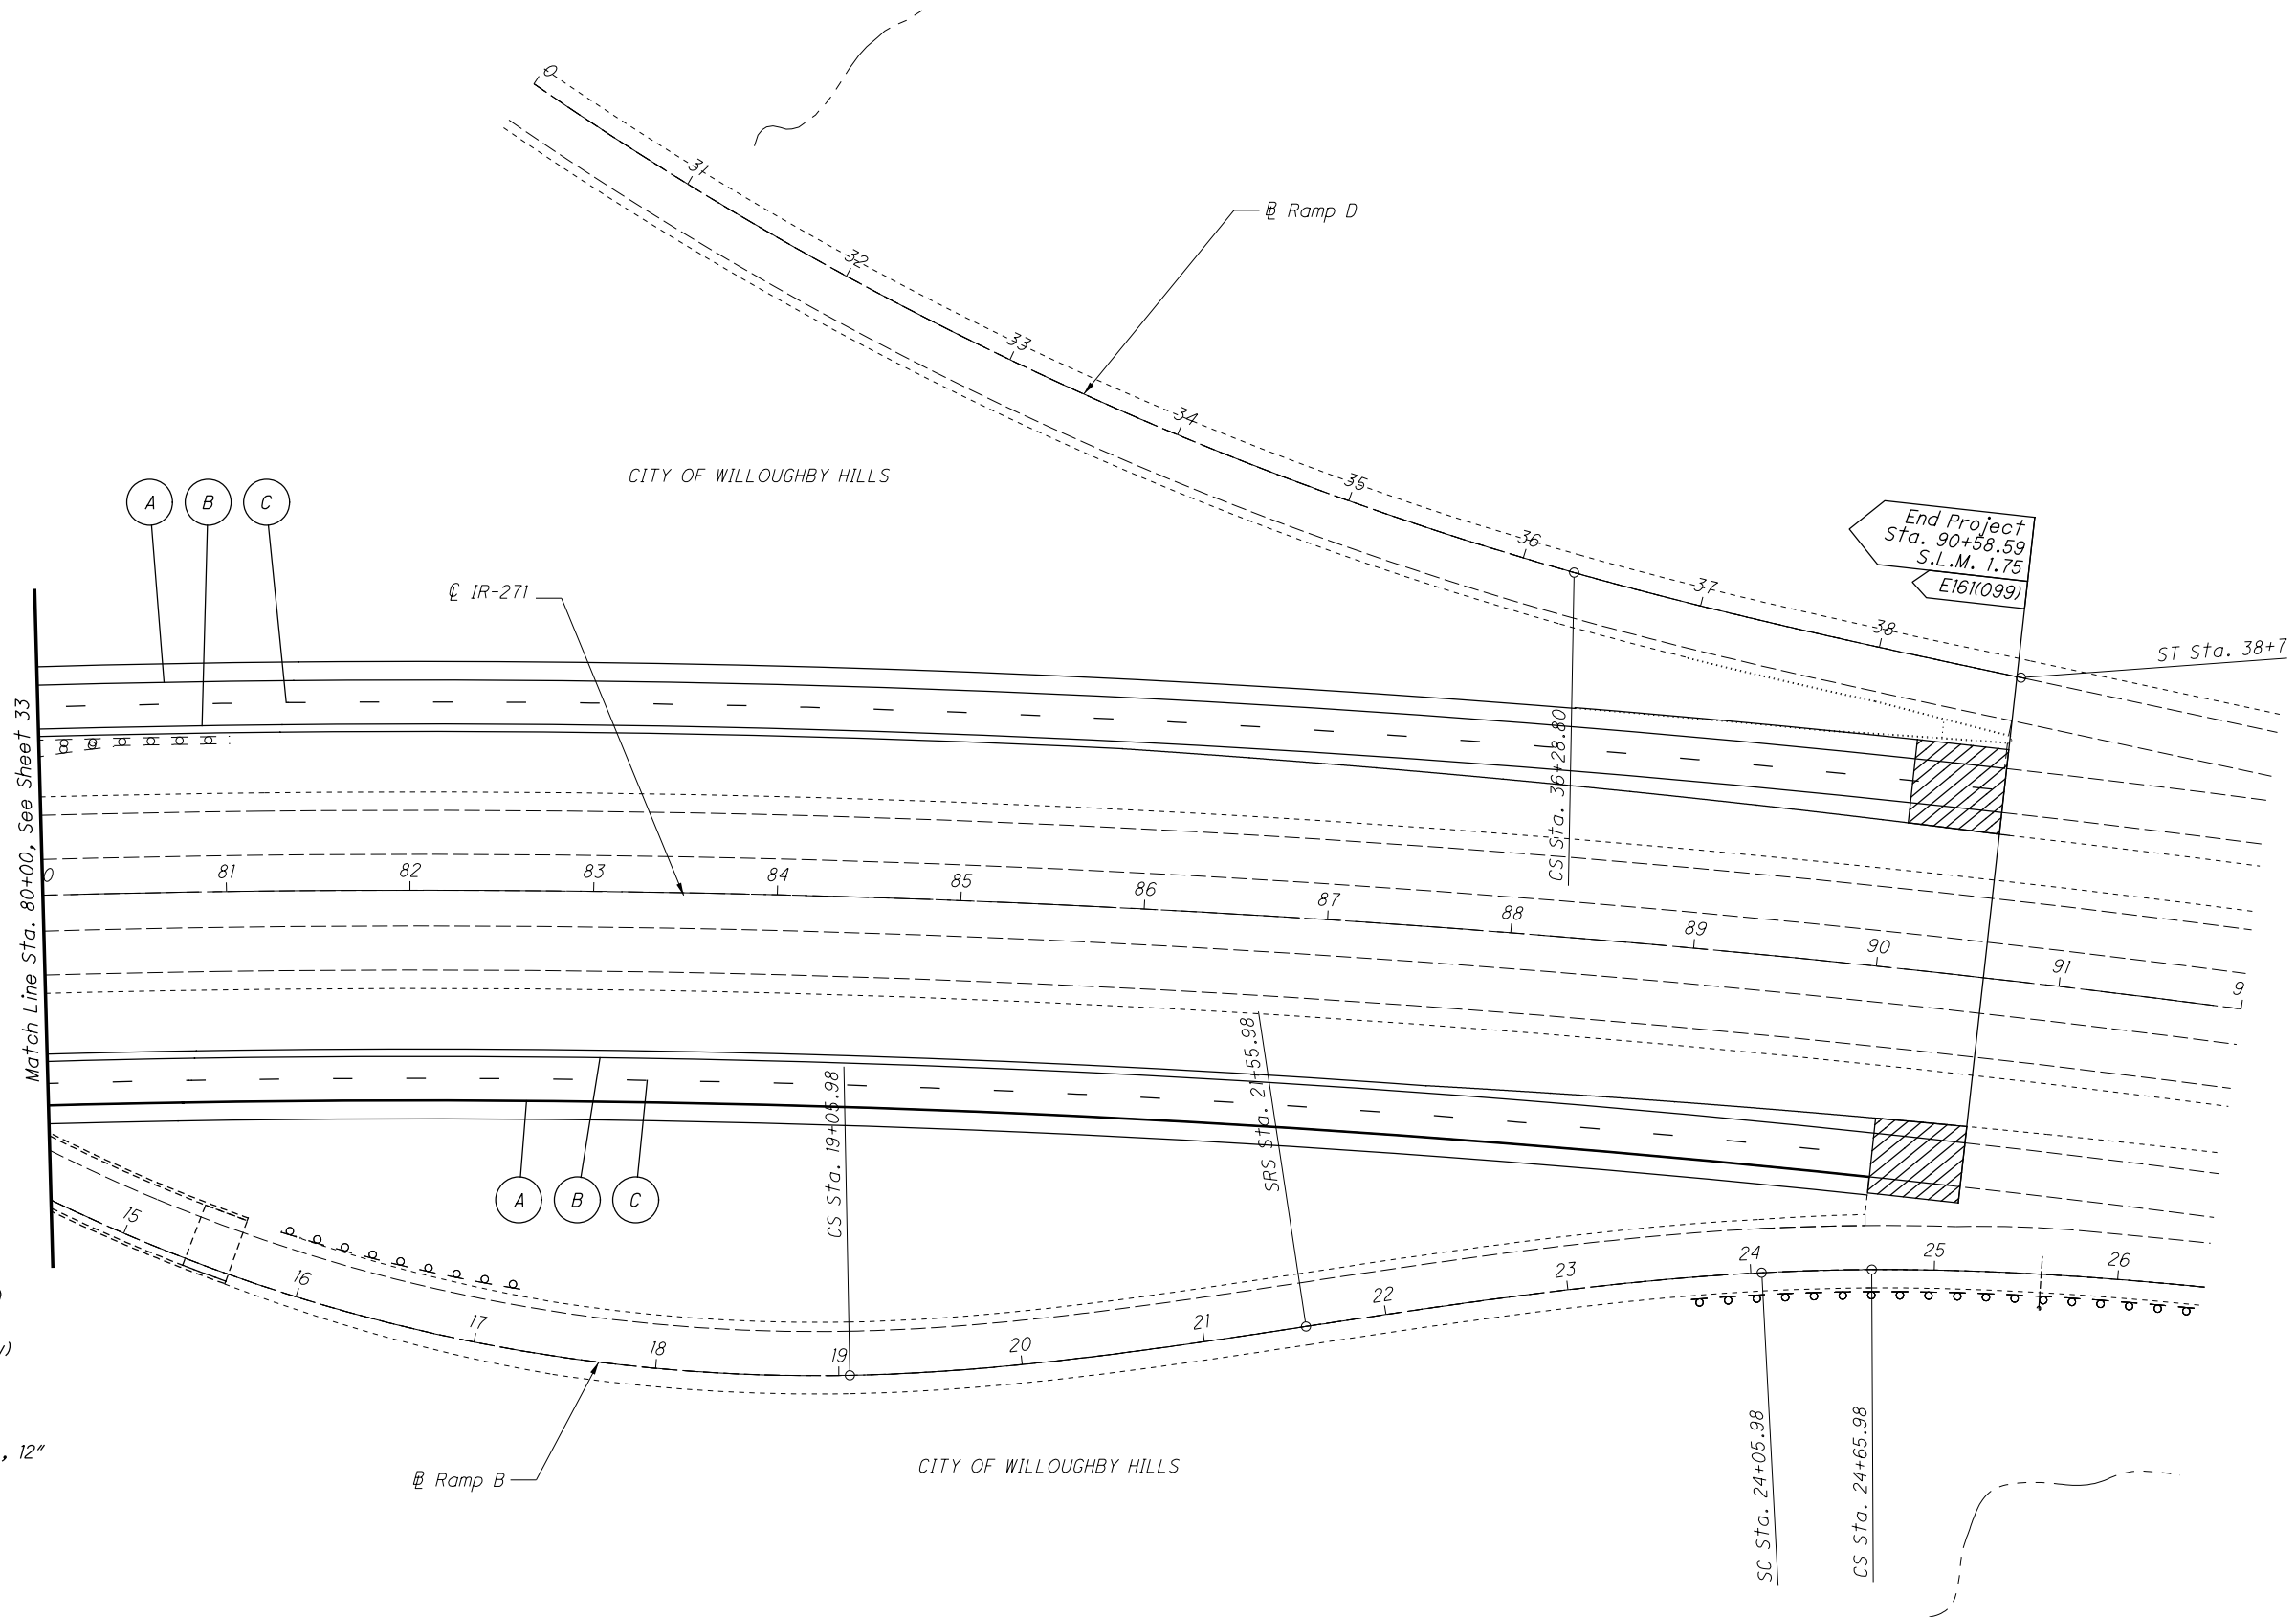 31
32
33
34
35
36
37
38
℄ Ramp D
CITY OF WILLOUGHBY HILLS
A B C
℄ IR-271
End Project
Sta. 90+58.59
S.L.M. 1.75
E161(099)
ST Sta. 38+7
CS Sta. 36+28.80
Match Line Sta. 80+00, See Sheet 33
0
81
82
83
84
85
86
87
88
89
90
91
9
CS Sta. 19+05.98
SRS Sta. 21+55.98
A B C
15
16
17
18
19
20
21
22
23
24
25
26
, 12"
℄ Ramp B
CITY OF WILLOUGHBY HILLS
SC Sta. 24+05.98
CS Sta. 24+65.98